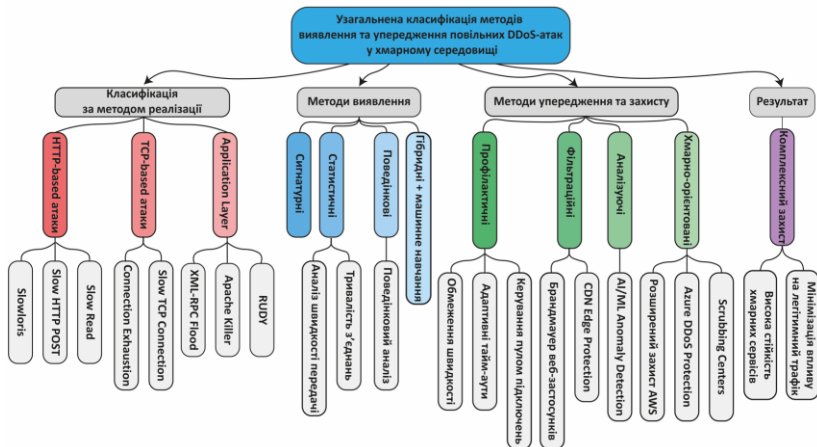 Узагальнена класифікація методів
виявлення та упередження повільних DDoS-атак
у хмарному середовищі
Класифікація
за методом реалізації
Методи виявлення
Методи упередження та захисту
Результат
HTTP-based атаки
TCP-based атаки
Application Layer
Сигнатурні
Статистичні
Поведінкові
Гібридні + машинне навчання
Профілактичні
Фільтраційні
Аналізуючі
Хмарно-орієнтовані
Комплексний захист
Slowloris
Slow HTTP POST
Slow Read
Connection Exhaustion
Slow TCP Connection
XML-RPC Flood
Apache Killer
RUDY
Аналіз швидкості передачі
Тривалість з’єднань
Поведінковий аналіз
Обмеження швидкості
Адаптивні тайм-аути
Керування пулом підключень
Брандмауер веб-застосунків
CDN Edge Protection
AI/ML Anomaly Detection
Розширений захист AWS
Azure DDoS Protection
Scrubbing Centers
Висока стійкість
хмарних сервісів
Мінімізація впливу
на легітимний трафік